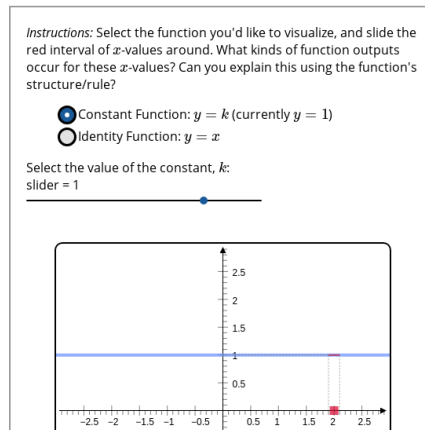 Instructions: Select the function you'd like to visualize, and slide the
red interval of x-values around. What kinds of function outputs
occur for these x-values? Can you explain this using the function's
structure/rule?
Constant Function: y = k (currently y = 1)
Identity Function: y = x
Select the value of the constant, k:
slider = 1
2.5
2
1.5
1
0.5
−2.5 −2 −1.5 −1 −0.5 0.5 1 1.5 2 2.5